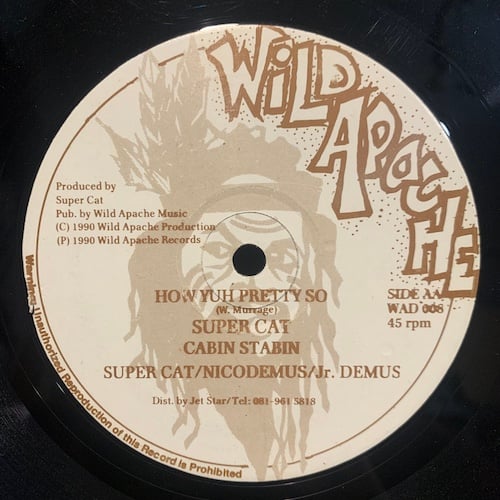 WiLD
APOCHE
Produced by
Super Cat
Pub. by Wild Apache Music
(C) 1990 Wild Apache Production
(P) 1990 Wild Apache Records
SIDE AA
WAD 008
45 rpm
HOW YUH PRETTY SO
(W. Murrage)
SUPER CAT
CABIN STABIN
SUPER CAT/NICODEMUS/Jr. DEMUS
Dist. by Jet Star/Tel: 081-961 5818
Warning: Unauthorized Reproduction of this Record is Prohibited